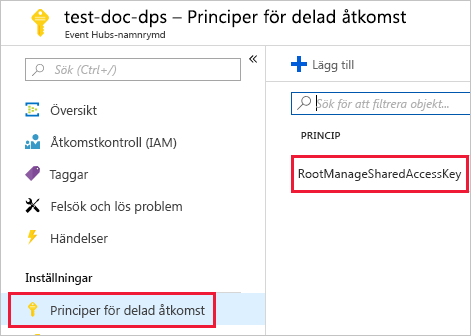 test-doc-dps – Principer för delad åtkomst
Event Hubs-namnrymd
Sök (Ctrl+/)
«
Översikt
Åtkomstkontroll (IAM)
Taggar
Felsök och lös problem
Händelser
Inställningar
Principer för delad åtkomst
Lägg till
Sök för att filtrera objekt...
PRINCIP
RootManageSharedAccessKey